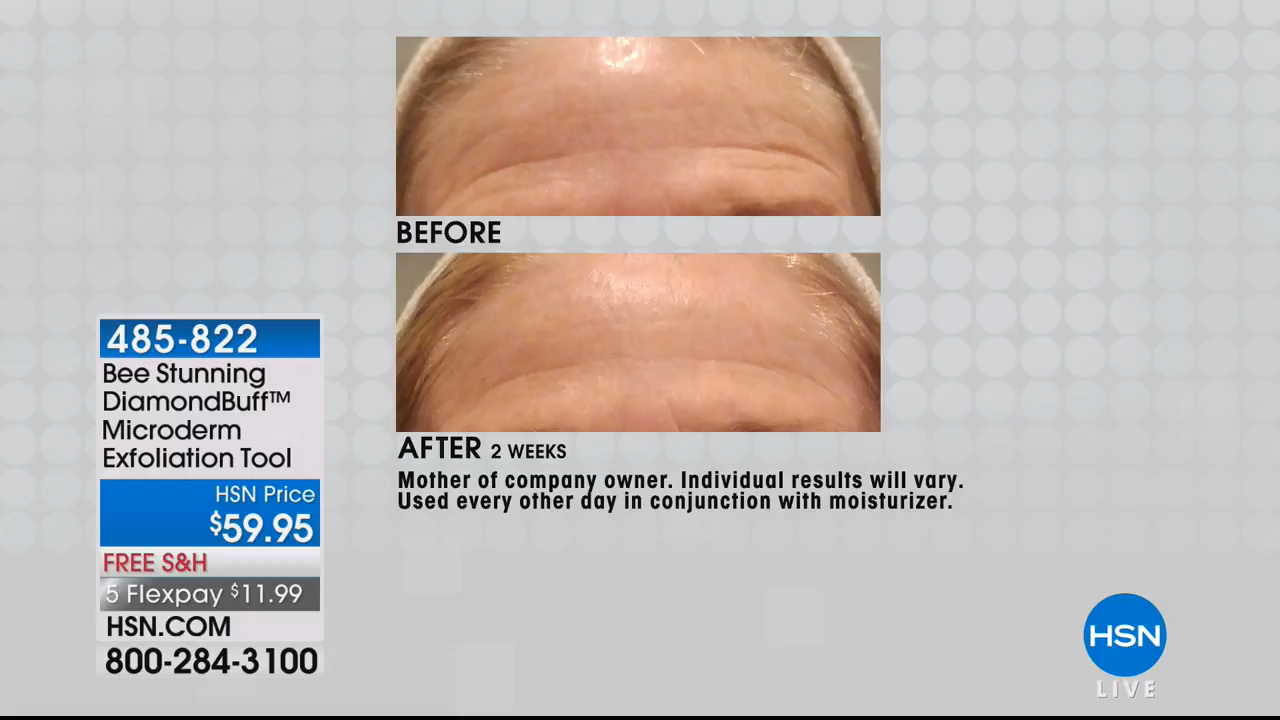 BEFORE
AFTER 2 WEEKS
Mother of company owner. Individual results will vary.
Used every other day in conjunction with moisturizer.
485-822
Bee Stunning
DiamondBuff™
Microderm
Exfoliation Tool
HSN Price
$59.95
FREE S&H
5 Flexpay $11.99
HSN.COM
800-284-3100
HSN
LIVE